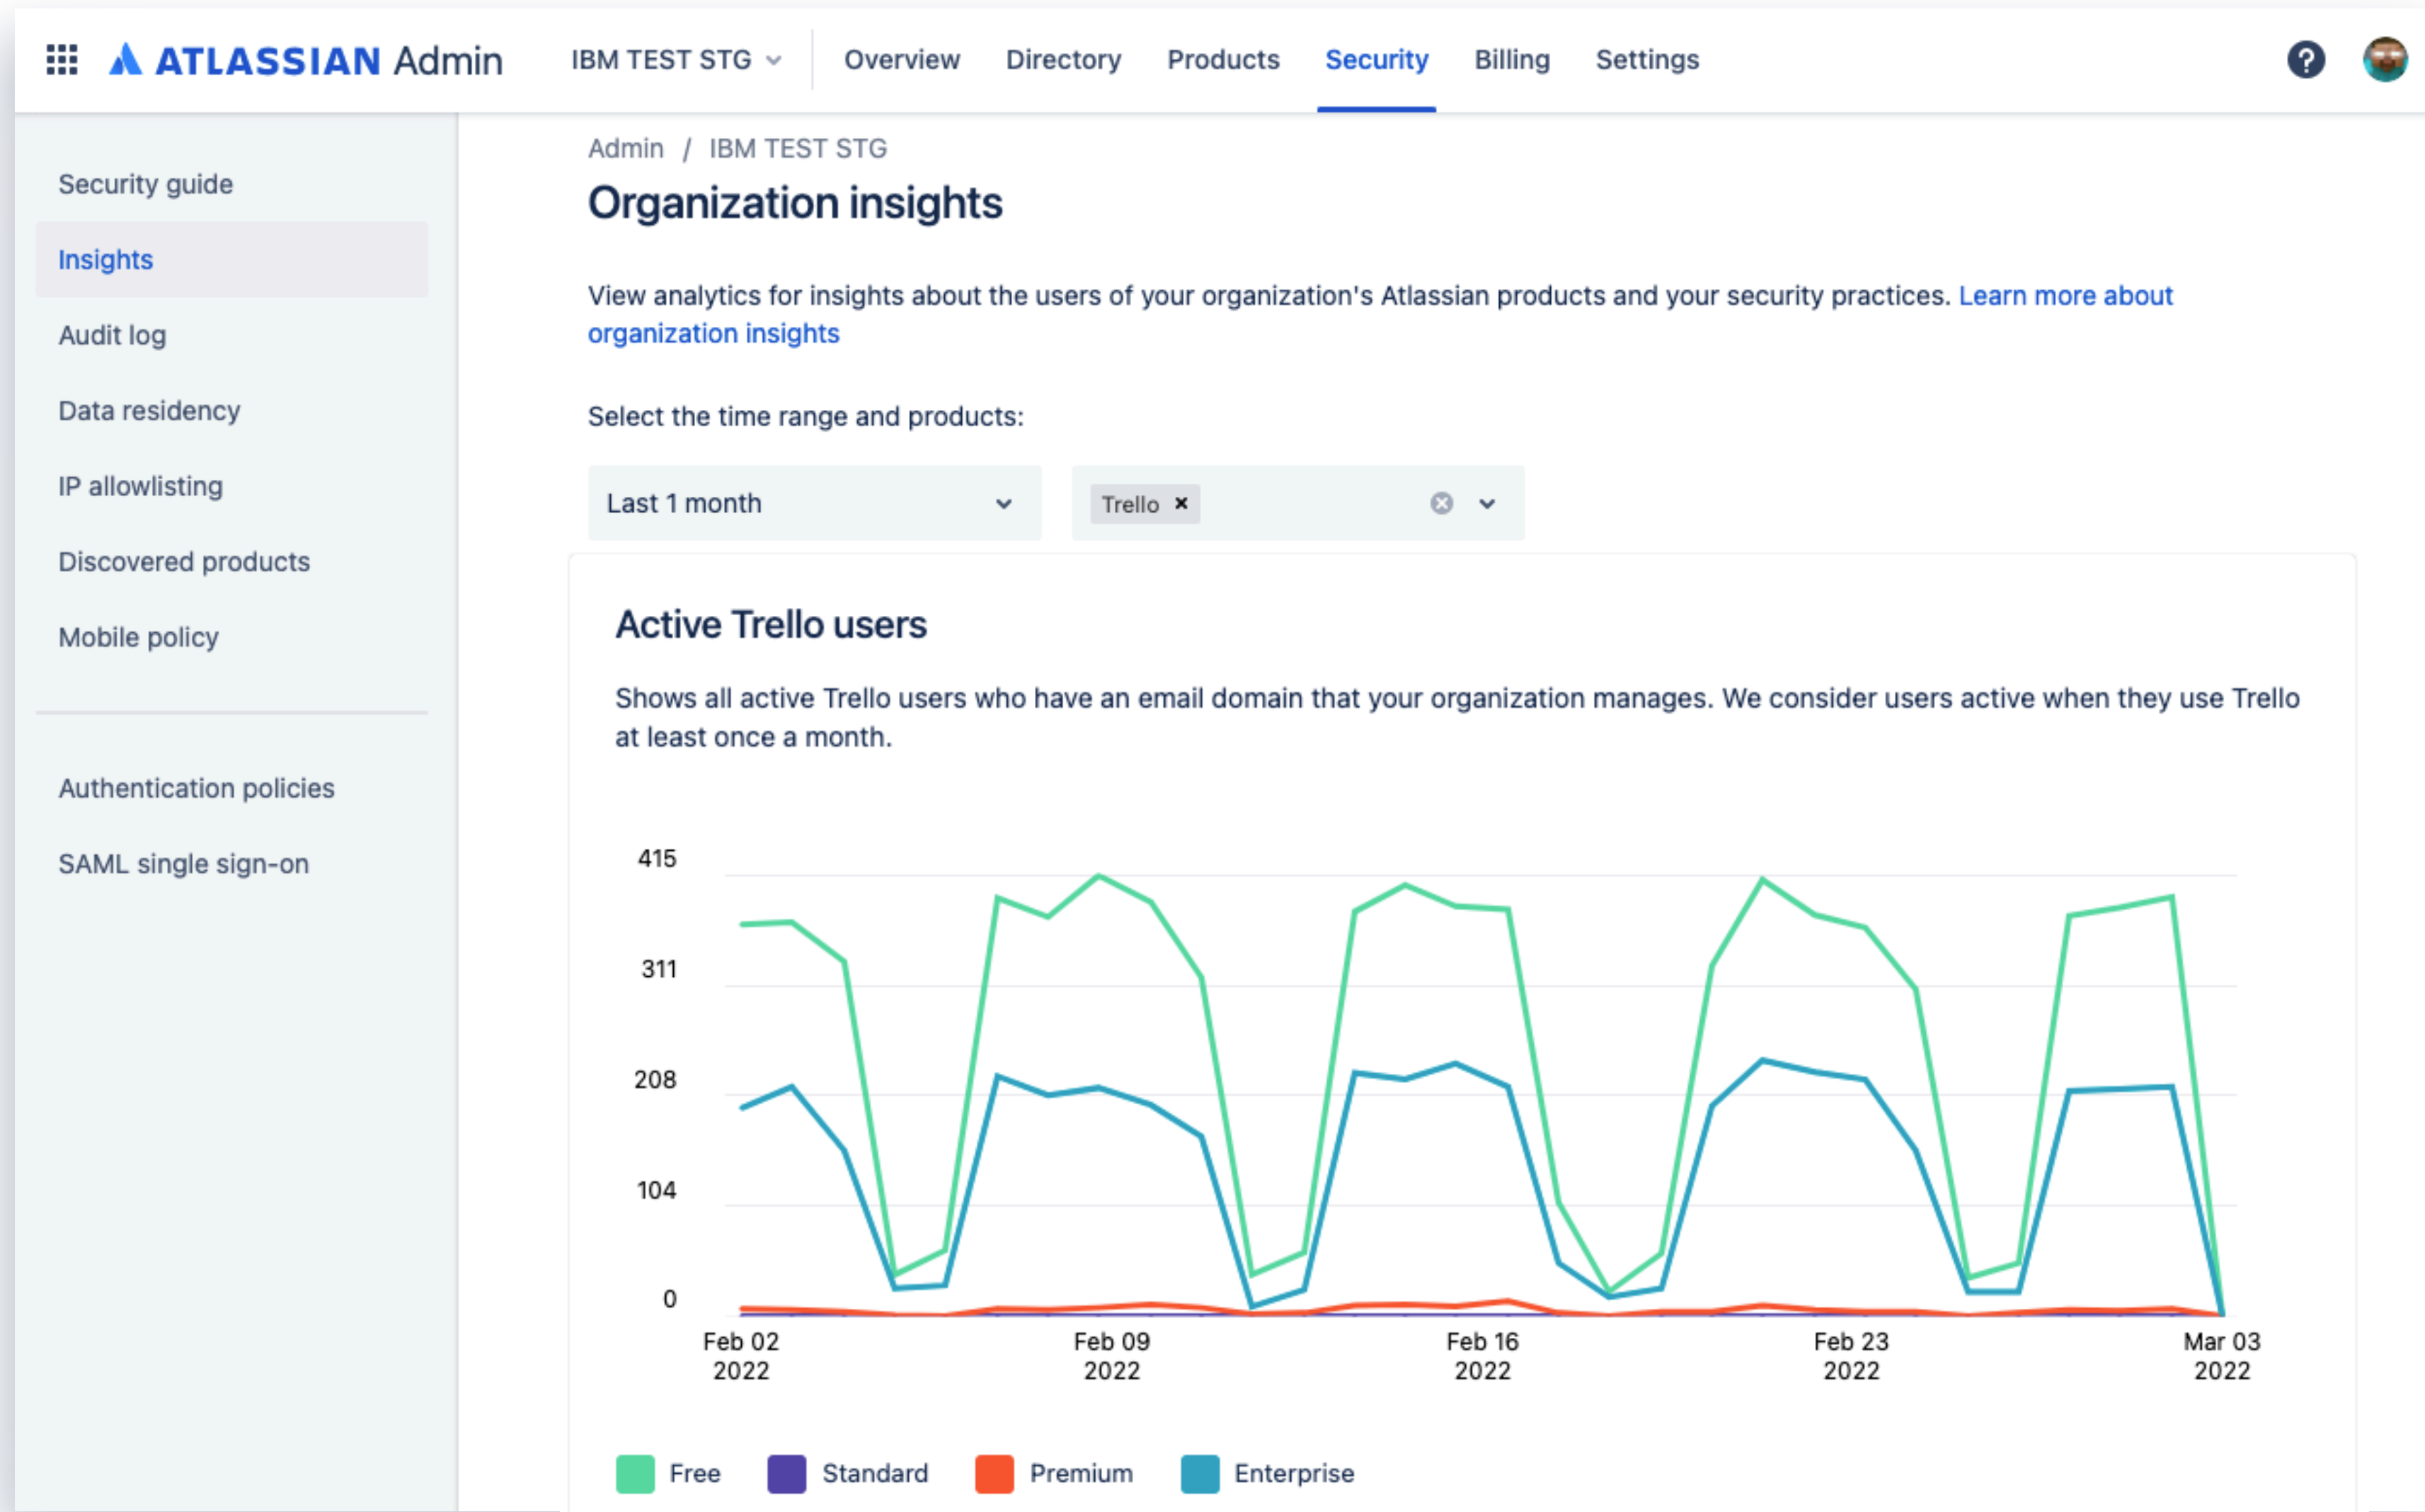 ATLASSIAN Admin
IBM TEST STG
Overview
Directory
Products
Security
Billing
Settings
?
Security guide
Insights
Audit log
Data residency
IP allowlisting
Discovered products
Mobile policy
Authentication policies
SAML single sign-on
Admin / IBM TEST STG
Organization insights
View analytics for insights about the users of your organization's Atlassian products and your security practices. Learn more about
organization insights
Select the time range and products:
Last 1 month
Trello
Active Trello users
Shows all active Trello users who have an email domain that your organization manages. We consider users active when they use Trello
at least once a month.
415
311
208
104
0
Feb 02
2022
Feb 09
2022
Feb 16
2022
Feb 23
2022
Mar 03
2022
Free
Standard
Premium
Enterprise